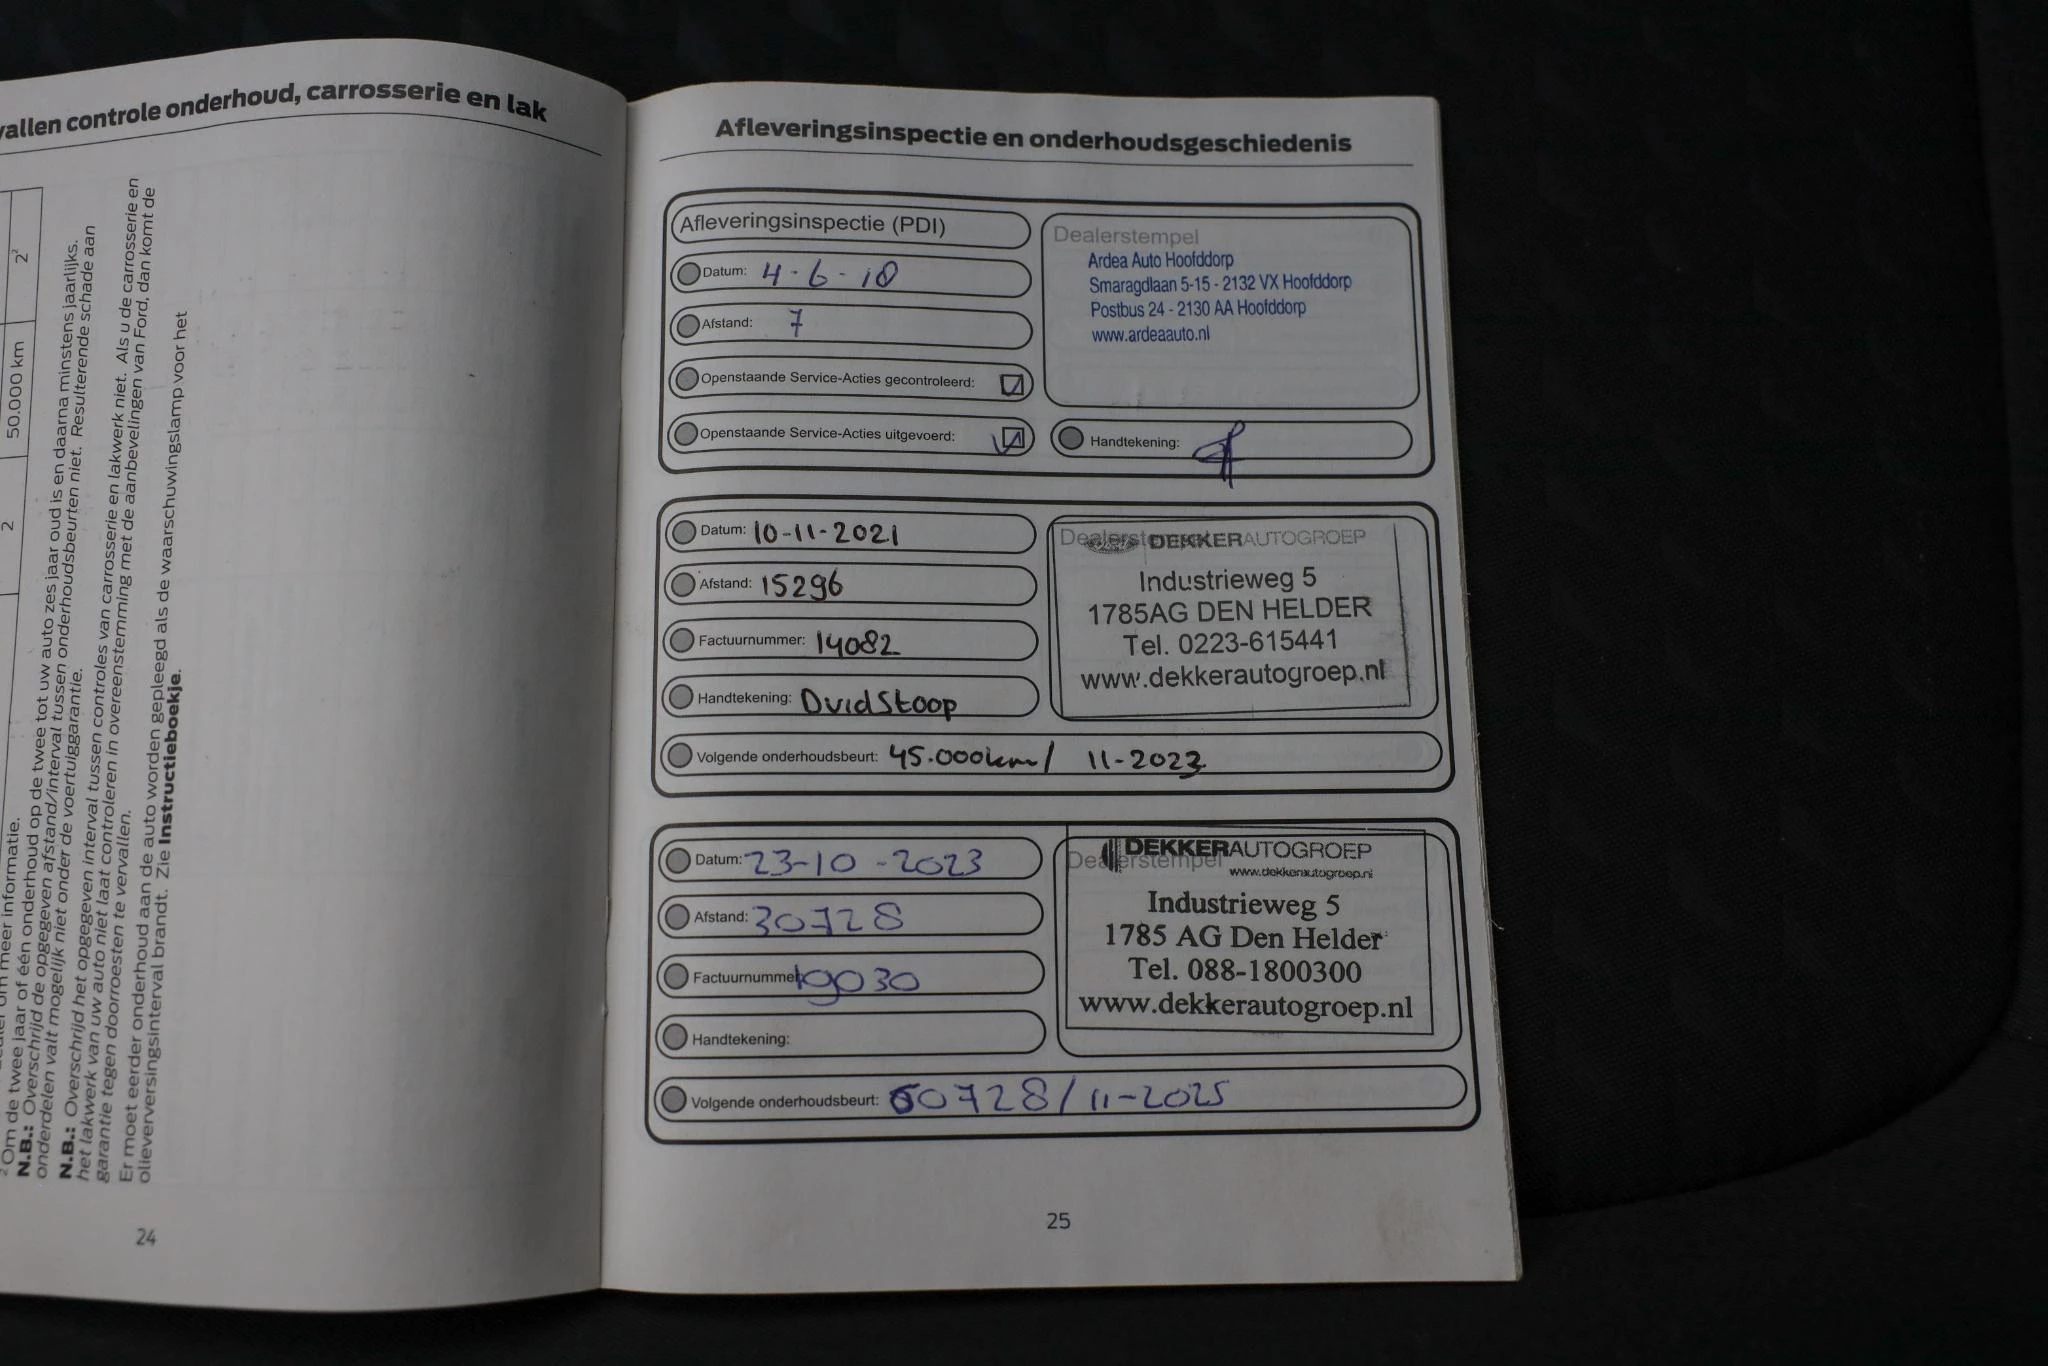 vallen controle onderhoud, carrosserie en lak
2²
50.000 km
2
meer informatie.
² Om de twee jaar of één onderhoud op de twee tot uw auto zes jaar oud is en daarna minstens jaarlijks.
N.B.: Overschrijd de opgegeven afstand/interval tussen onderhoudsbeurten niet. Resulterende schade aan
onderdelen valt mogelijk niet onder de voertuiggarantie.
N.B.: Overschrijd het opgegeven interval tussen controles van carrosserie en lakwerk niet. Als u de carrosserie en
het lakwerk van uw auto niet laat controleren in overeenstemming met de aanbevelingen van Ford, dan komt de
garantie tegen doorroesten te vervallen.
Er moet eerder onderhoud aan de auto worden gepleegd als de waarschuwingslamp voor het
olieverversingsinterval brandt. Zie Instructieboekje.
24
Afleveringsinspectie en onderhoudsgeschiedenis
Afleveringsinspectie (PDI)
Datum: 4-6-18
Afstand: 7
Openstaande Service-Acties gecontroleerd:
Openstaande Service-Acties uitgevoerd:
Dealerstempel
Ardea Auto Hoofddorp
Smaragdlaan 5-15 - 2132 VX Hoofddorp
Postbus 24 - 2130 AA Hoofddorp
www.ardeaauto.nl
Handtekening:
Datum: 10-11-2021
Afstand: 15296
Factuurnummer: 14082
Handtekening: DvidStoop
Volgende onderhoudsbeurt: 45.000km/ 11-2023
Dealerstempel
DEKKERAUTOGROEP
Industrieweg 5
1785AG DEN HELDER
Tel. 0223-615441
www.dekkerautogroep.nl
Datum: 23-10-2023
Afstand: 30728
Factuurnummer: 19030
Handtekening:
Volgende onderhoudsbeurt: 60728/11-2025
Dealerstempel
DEKKERAUTOGROEP
www.dekkerautogroep.nl
Industrieweg 5
1785 AG Den Helder
Tel. 088-1800300
www.dekkerautogroep.nl
25